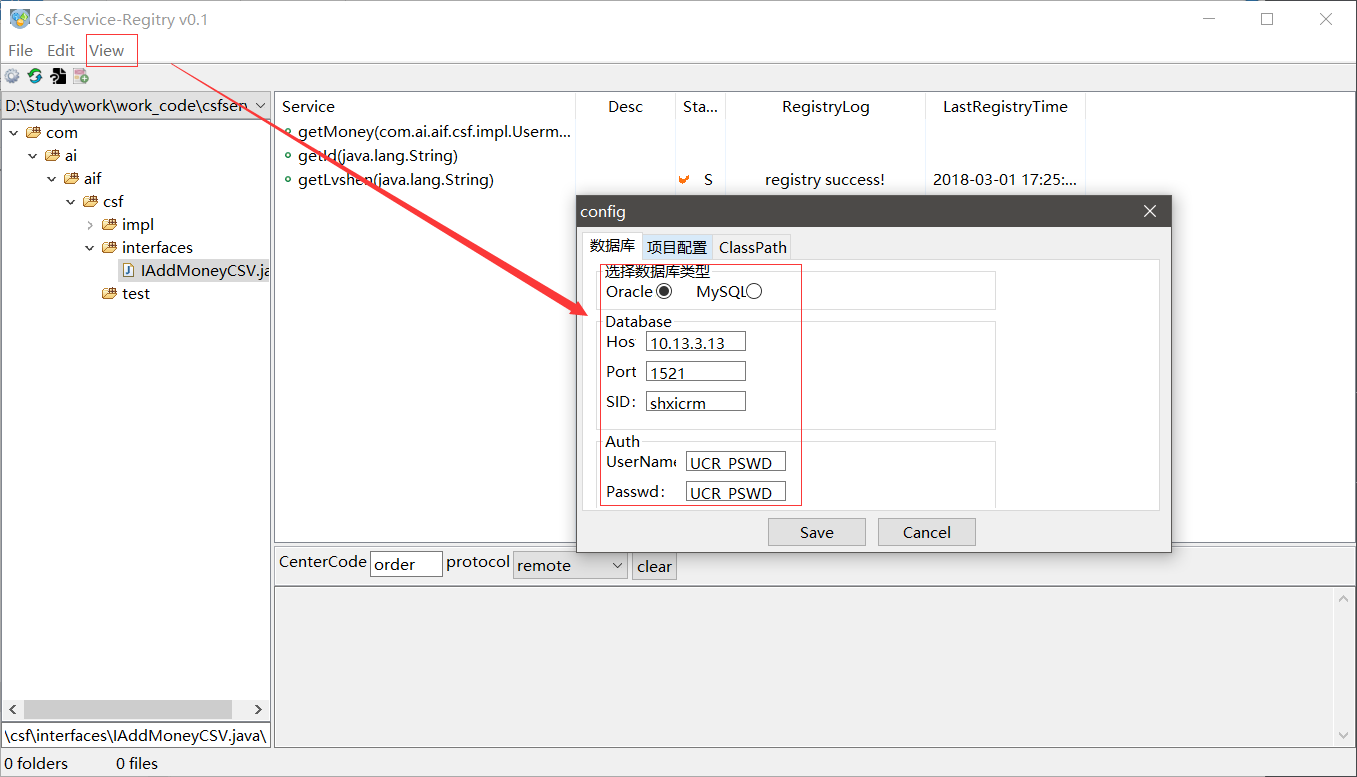 Csf-Service-Regitry v0.1
File Edit View
D:\Study\work\work_code\csfsen
com
ai
aif
csf
impl
interfaces
IAddMoneyCSV.ja
test
\csf\interfaces\IAddMoneyCSV.java\
0 folders 0 files
Service Desc Sta... RegistryLog LastRegistryTime
getMoney(com.ai.aif.csf.impl.Userm...
getId(java.lang.String)
getLvshen(java.lang.String) S registry success! 2018-03-01 17:25:...
config
数据库 项目配置 ClassPath
选择数据库类型
Oracle MySQL
Database
Hos 10.13.3.13
Port 1521
SID: shxicrm
Auth
UserName UCR_PSWD
Passwd: UCR_PSWD
Save Cancel
CenterCode order protocol remote clear